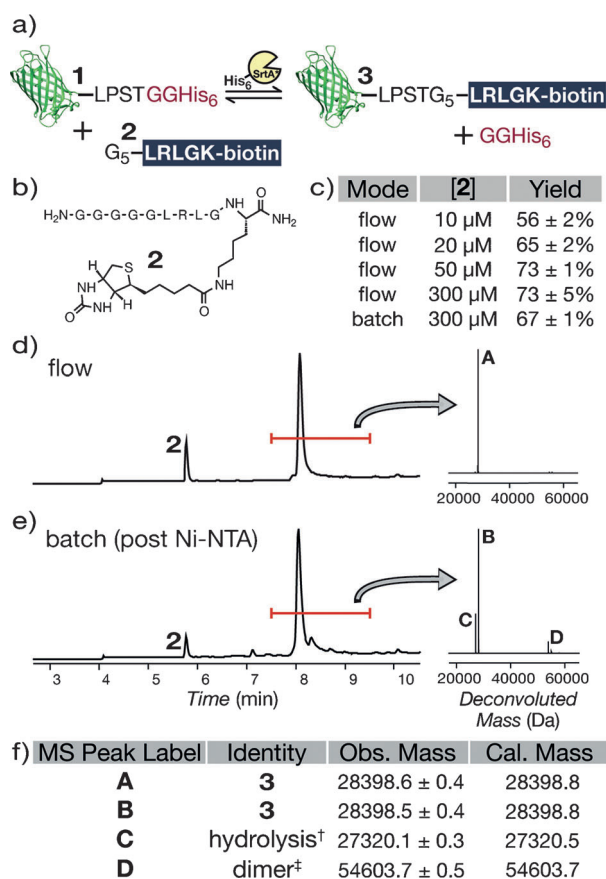 a)
1
LPSTGGHis6
His6
SrtA*
3
LPSTG5 LRLGK-biotin
+ 2
G5 LRLGK-biotin
+ GGHis6
b)
H2N-G-G-G-G-G-L-R-L-G
HN
O
NH2
H S
HN
HN H
O
2
O
NH
c)
Mode [2] Yield
flow 10 µM 56 ± 2%
flow 20 µM 65 ± 2%
flow 50 µM 73 ± 1%
flow 300 µM 73 ± 5%
batch 300 µM 67 ± 1%
d)
flow
2
A
20000 40000 60000
e)
batch (post Ni-NTA)
2
B
C
D
3 4 5 6 7 8 9 10
Time (min)
20000 40000 60000
Deconvoluted
Mass (Da)
f)
MS Peak Label Identity Obs. Mass Cal. Mass
A 3 28398.6 ± 0.4 28398.8
B 3 28398.5 ± 0.4 28398.8
C hydrolysis† 27320.1 ± 0.3 27320.5
D dimer‡ 54603.7 ± 0.5 54603.7